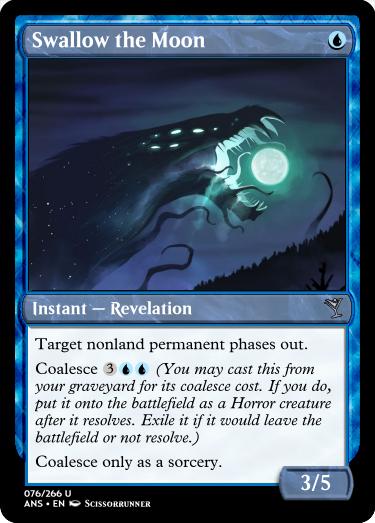 Swallow the Moon
Instant — Revelation
Target nonland permanent phases out.
Coalesce 3 (You may cast this from
your graveyard for its coalesce cost. If you do,
put it onto the battlefield as a Horror creature
after it resolves. Exile it if it would leave the
battlefield or not resolve.)
Coalesce only as a sorcery.
3/5
076/266 U
ANS • EN Scissorrunner